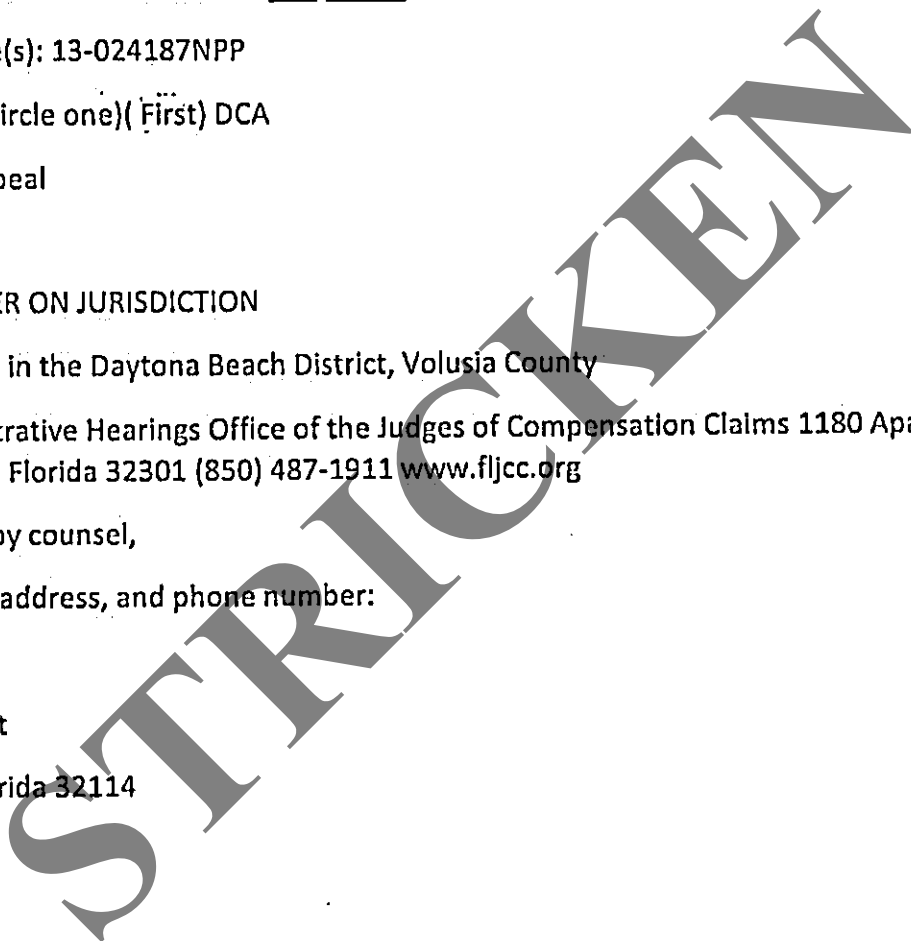 e(s): 13-024187NPP
ircle one)( First) DCA
peal
ER ON JURISDICTION
in the Daytona Beach District, Volusia County
trative Hearings Office of the Judges of Compensation Claims 1180 Apa
Florida 32301 (850) 487-1911 www.fljcc.org
by counsel,
address, and phone number:
t
rida 32114
STRICKEN